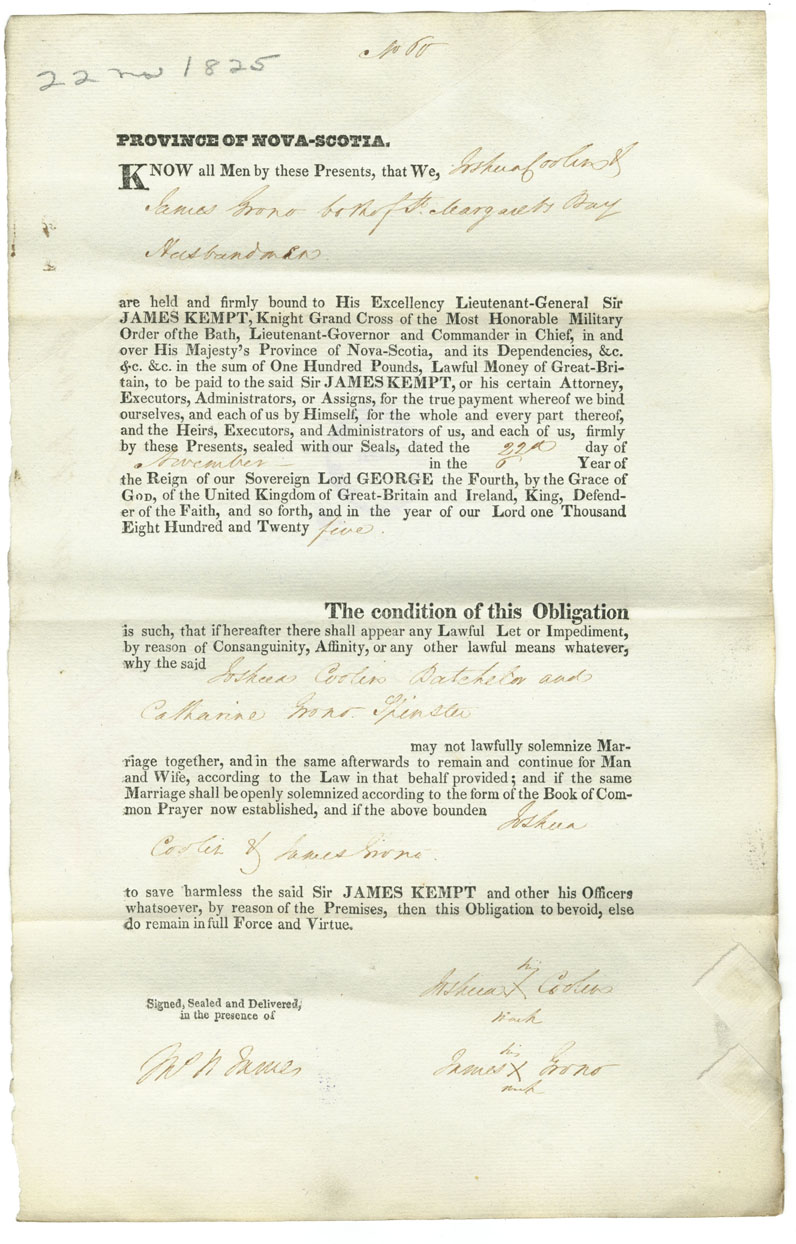 No 60
22 no 1825
PROVINCE OF NOVA-SCOTIA.
KNOW all Men by these Presents, that We, Joshua Coolin &
James Grono both of St. Margarets Bay
Husbandmen
are held and firmly bound to His Excellency Lieutenant-General Sir
JAMES KEMPT, Knight Grand Cross of the Most Honorable Military
Order of the Bath, Lieutenant-Governor and Commander in Chief, in and
over His Majesty's Province of Nova-Scotia, and its Dependencies, &c.
&c. &c. in the sum of One Hundred Pounds, Lawful Money of Great-Bri-
tain, to be paid to the said Sir JAMES KEMPT, or his certain Attorney,
Executors, Administrators, or Assigns, for the true payment whereof we bind
ourselves, and each of us by Himself, for the whole and every part thereof,
and the Heirs, Executors, and Administrators of us, and each of us, firmly
by these Presents, sealed with our Seals, dated the 22d day of
November in the 6 Year of
the Reign of our Sovereign Lord GEORGE the Fourth, by the Grace of
GOD, of the United Kingdom of Great-Britain and Ireland, King, Defend-
er of the Faith, and so forth, and in the year of our Lord one Thousand
Eight Hundred and Twenty five.
The condition of this Obligation
is such, that if hereafter there shall appear any Lawful Let or Impediment,
by reason of Consanguinity, Affinity, or any other lawful means whatever,
why the said Joshua Coolin Batchelor and
Catharine Grono Spinster
may not lawfully solemnize Mar-
riage together, and in the same afterwards to remain and continue for Man
and Wife, according to the Law in that behalf provided; and if the same
Marriage shall be openly solemnized according to the form of the Book of Com-
mon Prayer now established, and if the above bounden Joshua
Coolin & James Grono.
to save harmless the said Sir JAMES KEMPT and other his Officers
whatsoever, by reason of the Premises, then this Obligation to be void, else
do remain in full Force and Virtue.
his
Joshua X Coolin
mark
Signed, Sealed and Delivered,
in the presence of
his
James X Grono
mark
N James